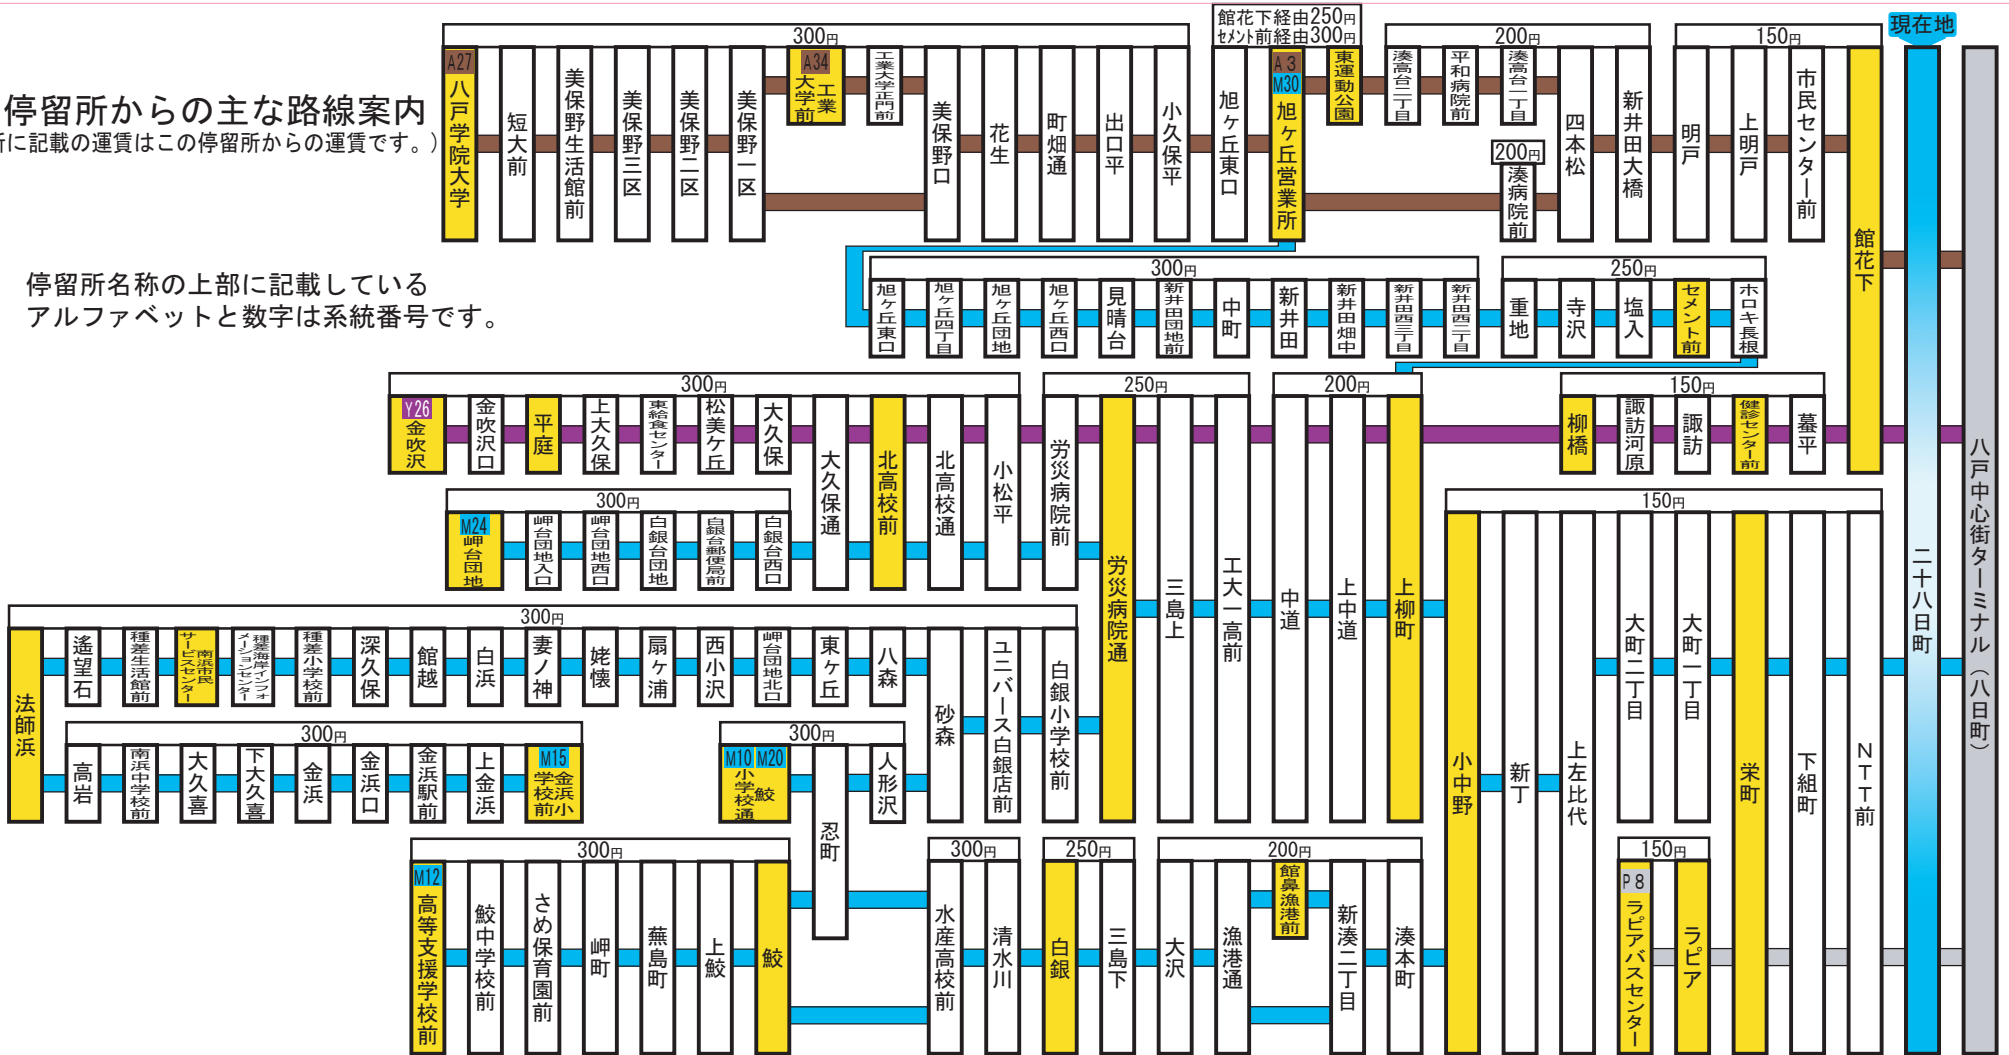 停留所からの主な路線案内
所に記載の運賃はこの停留所からの運賃です。)
停留所名称の上部に記載している
アルファベットと数字は系統番号です。
300円
A27 八戸学院大学
短大前
美保野生活館前
美保野三区
美保野二区
美保野一区
A34 工業大学前
工業大学正門前
美保野口
花生
町畑通
出口平
小久保平
館花下経由250円
セメント前経由300円
旭ヶ丘東口
A3 M30 旭ヶ丘営業所
東運動公園
200円
湊高台二丁目
平和病院前
湊高台一丁目
200円
湊病院前
四本松
新井田大橋
150円
明戸
上明戸
市民センター前
館花下
現在地
二十八日町
八戸中心街ターミナル(八日町)
300円
旭ヶ丘東口
旭ヶ丘四丁目
旭ヶ丘団地
旭ヶ丘西口
見晴台
新井田団地前
中町
新井田
新井田畑中
新井田西三丁目
新井田西二丁目
250円
重地
寺沢
塩入
セメント前
ホロキ長根
300円
Y26 金吹沢
金吹沢口
平庭
上大久保
東給食センター
松美ケ丘
大久保
大久保通
北高校前
北高校通
小松平
250円
労災病院前
労災病院通
三島上
工大一高前
200円
中道
上中道
上柳町
150円
柳橋
諏訪河原
諏訪
健診センター前
蟇平
300円
M24 岬台団地
岬台団地入口
岬台団地西口
白銀台団地
白銀台郵便局前
白銀台西口
150円
小中野
新丁
上左比代
大町二丁目
大町一丁目
栄町
下組町
NTT前
300円
法師浜
遙望石
種差生活館前
南浜市民サービスセンター
種差海岸インフォメーションセンター
種差小学校前
深久保
館越
白浜
妻ノ神
姥懐
扇ヶ浦
西小沢
岬台団地北口
東ヶ丘
八森
砂森
ユニバース白銀店前
白銀小学校前
300円
高岩
南浜中学校前
大久喜
下大久喜
金浜
金浜口
金浜駅前
上金浜
M15 金浜小学校前
300円
M10 M20 鮫小学校通
忍町
人形沢
300円
M12 高等支援学校前
鮫中学校前
さめ保育園前
岬町
蕪島町
上鮫
鮫
300円
水産高校前
清水川
250円
白銀
三島下
200円
大沢
漁港通
館鼻漁港前
新湊二丁目
湊本町
150円
P8 ラピアバスセンター
ラピア